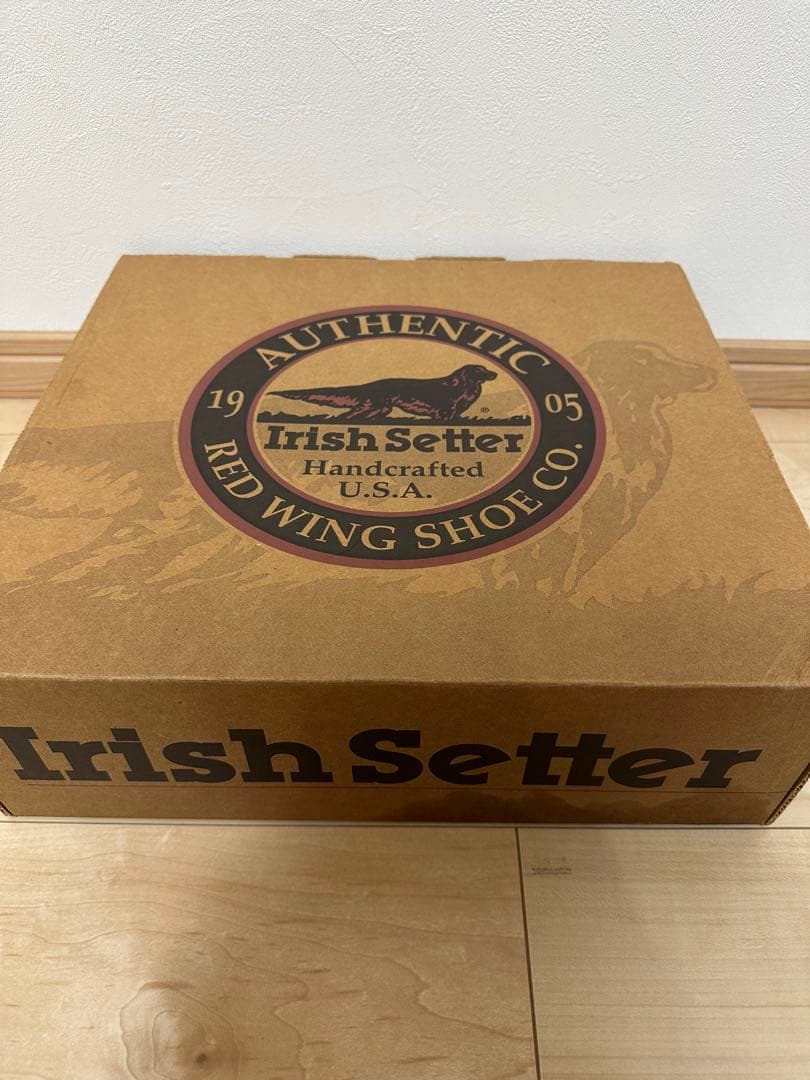 AUTHENTIC
19 05
Irish Setter
®
Handcrafted
U.S.A.
RED WING SHOE CO.
Irish Setter